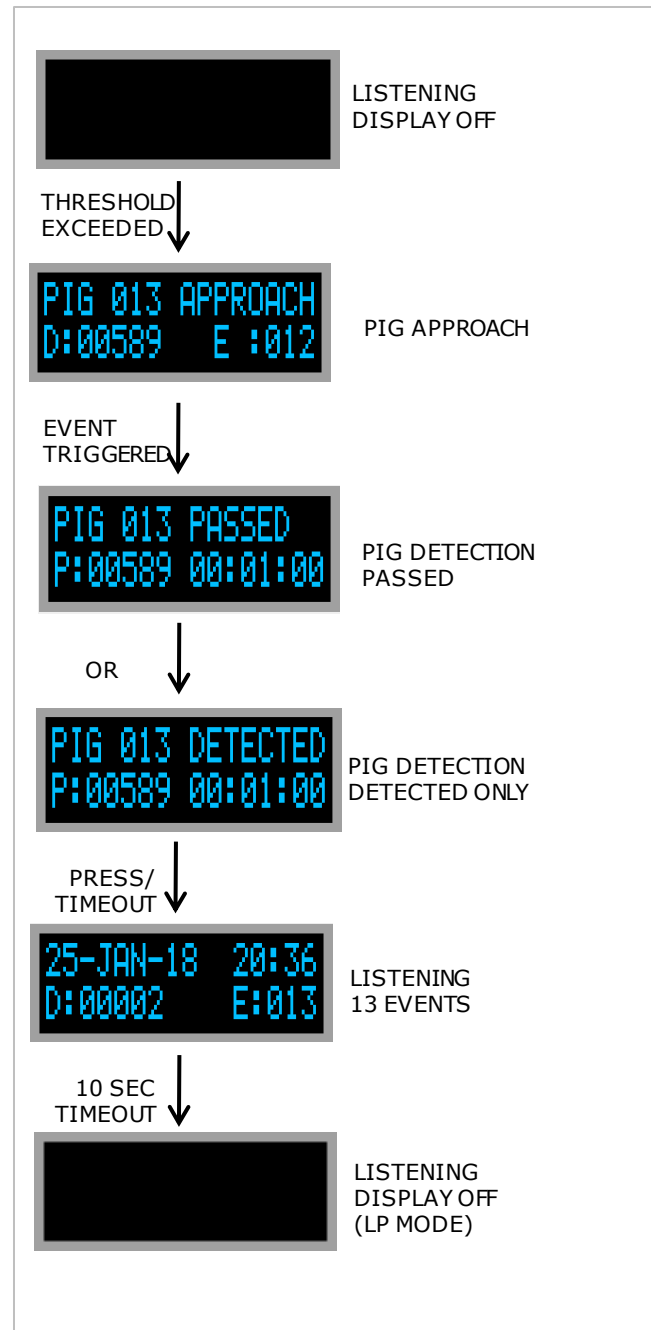 LISTENING
DISPLAY OFF
THRESHOLD
EXCEEDED
PIG 013 APPROACH
D:00589 E :012
PIG APPROACH
EVENT
TRIGGERED
PIG 013 PASSED
P:00589 00:01:00
PIG DETECTION
PASSED
OR
PIG 013 DETECTED
P:00589 00:01:00
PIG DETECTION
DETECTED ONLY
PRESS/
TIMEOUT
25-JAN-18 20:36
D:00002 E:013
LISTENING
13 EVENTS
10 SEC
TIMEOUT
LISTENING
DISPLAY OFF
(LP MODE)